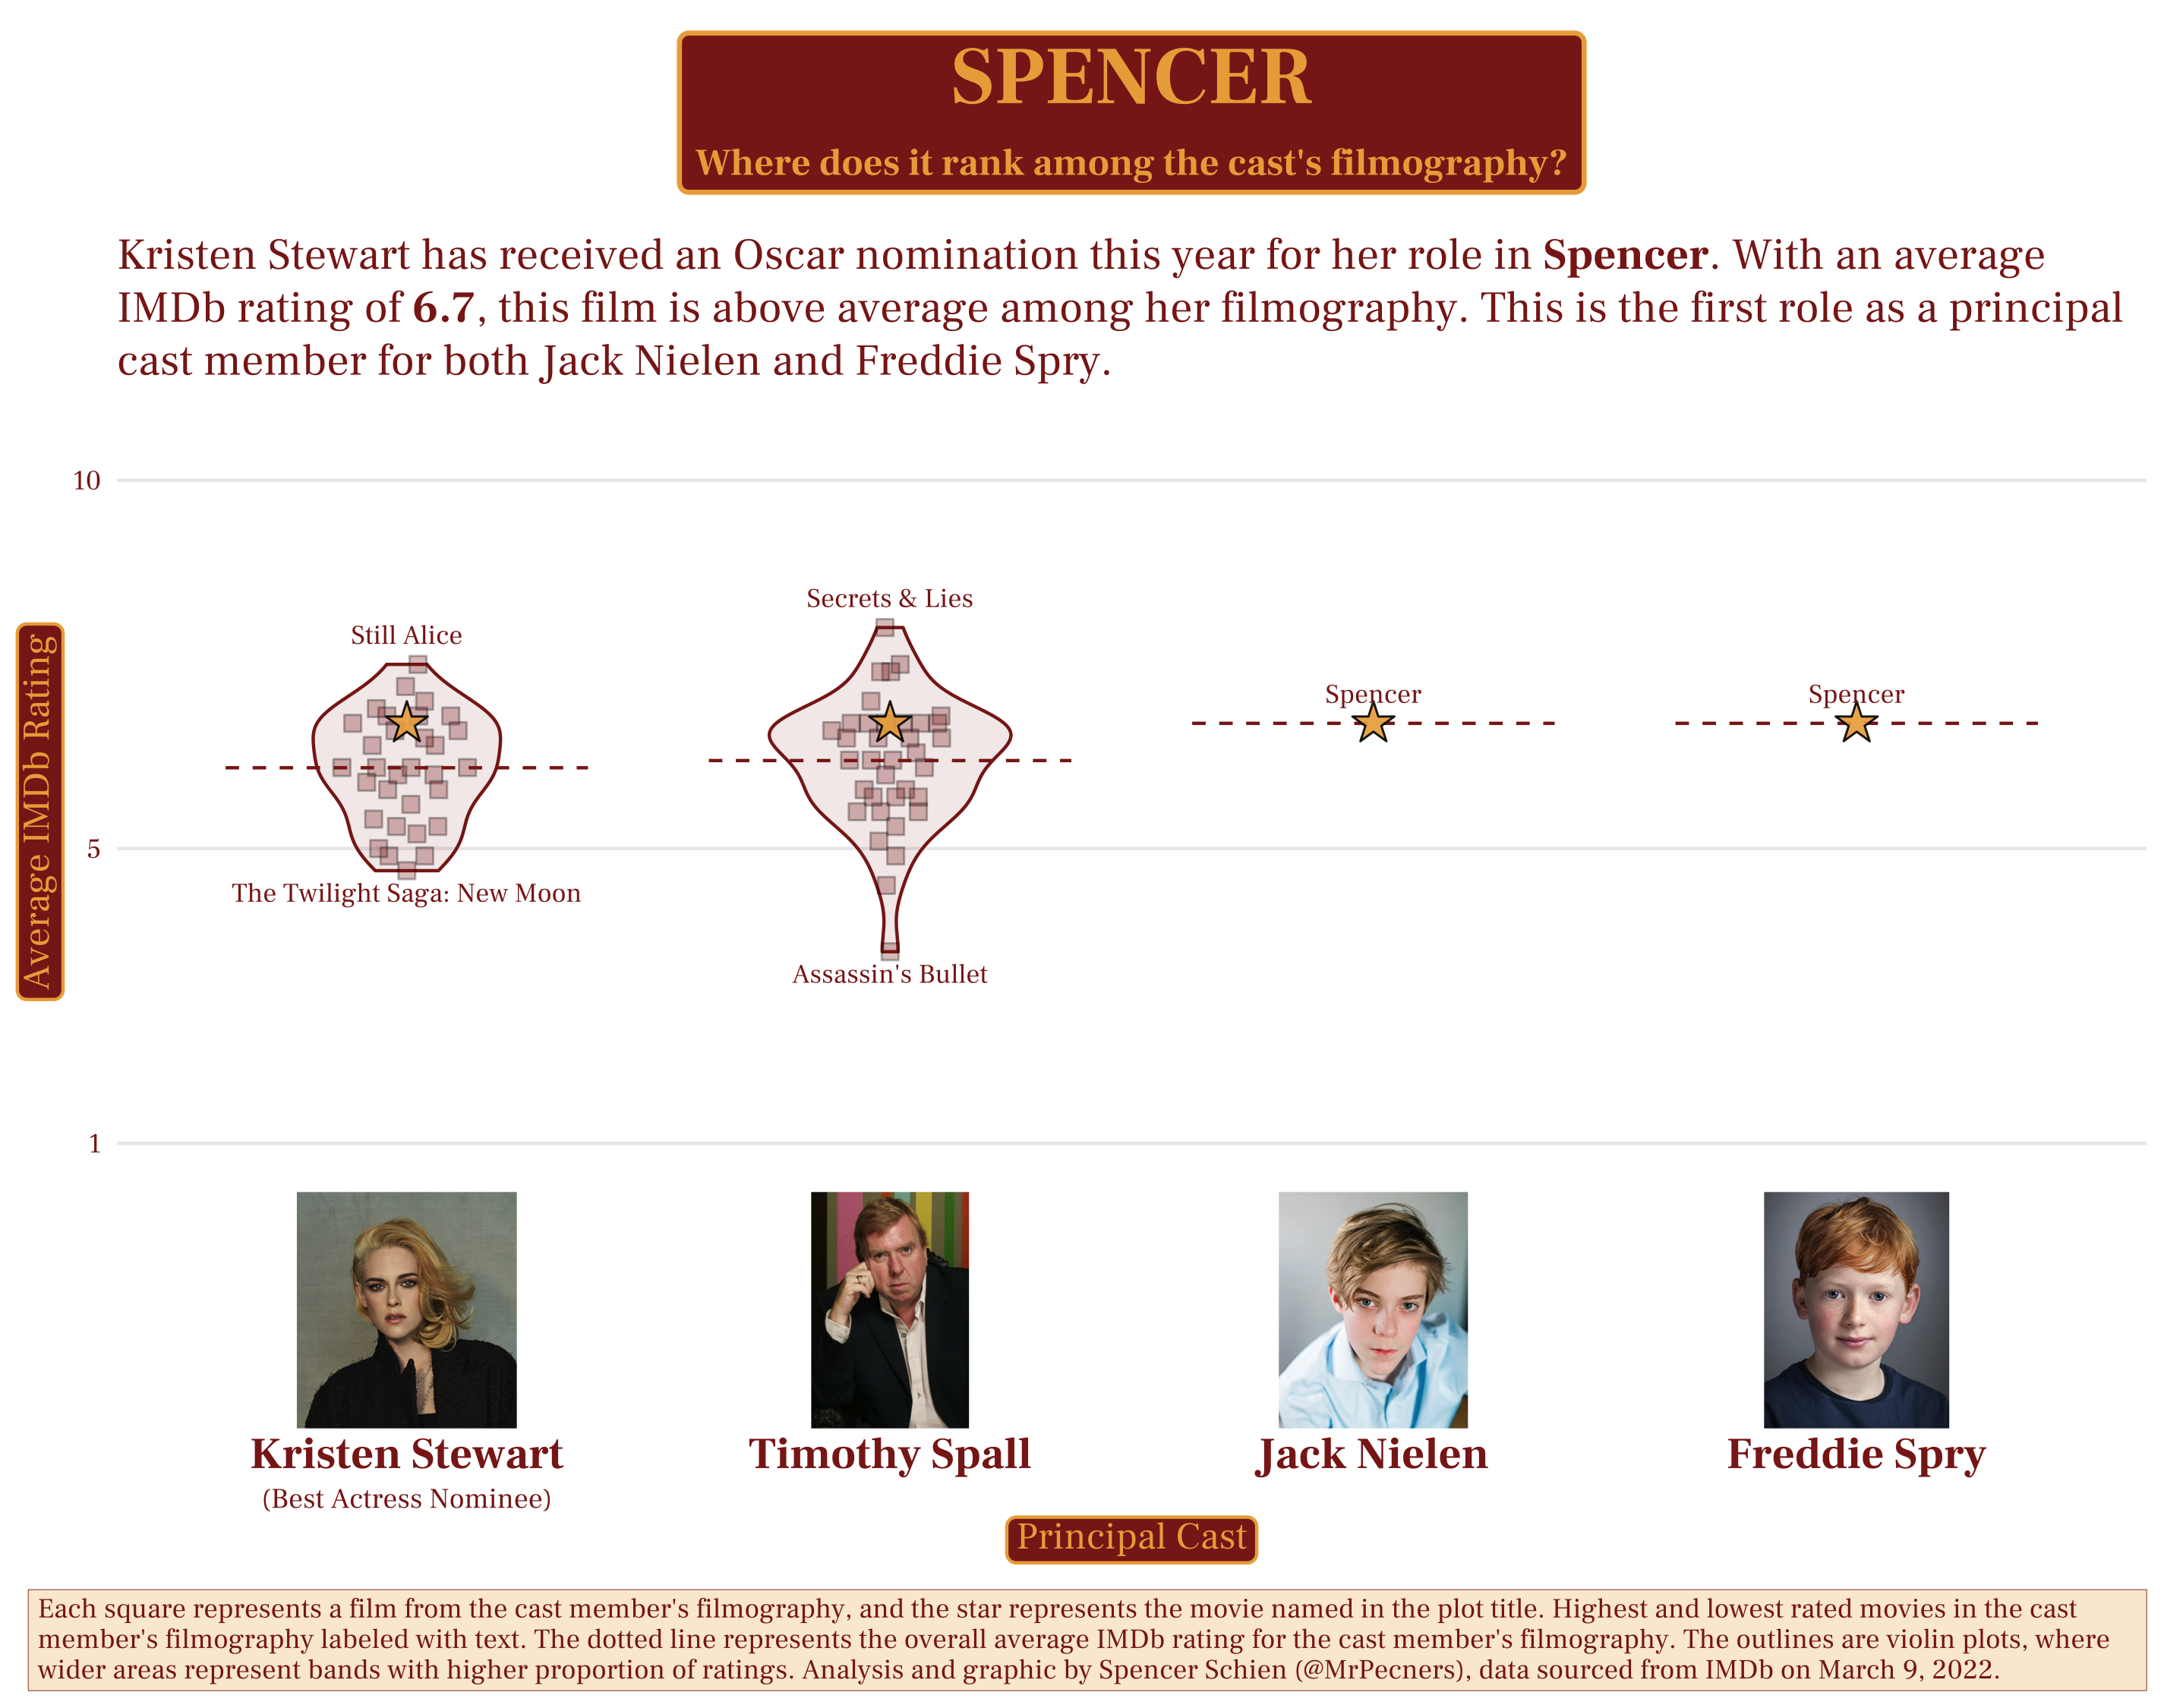 SPENCER
Where does it rank among the cast's filmography?
Kristen Stewart has received an Oscar nomination this year for her role in Spencer. With an average
IMDb rating of 6.7, this film is above average among her filmography. This is the first role as a principal
cast member for both Jack Nielen and Freddie Spry.
10
Secrets & Lies
Still Alice
Spencer
Spencer
Average IMDb Rating
5
The Twilight Saga: New Moon
Assassin's Bullet
1
Kristen Stewart
(Best Actress Nominee)
Timothy Spall
Jack Nielen
Freddie Spry
Principal Cast
Each square represents a film from the cast member's filmography, and the star represents the movie named in the plot title. Highest and lowest rated movies in the cast
member's filmography labeled with text. The dotted line represents the overall average IMDb rating for the cast member's filmography. The outlines are violin plots, where
wider areas represent bands with higher proportion of ratings. Analysis and graphic by Spencer Schien (@MrPecners), data sourced from IMDb on March 9, 2022.